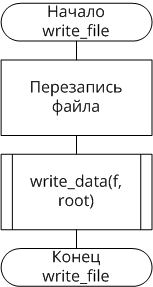 Начало
write_file
Перезапись
файла
write_data(f,
root)
Конец
write_file